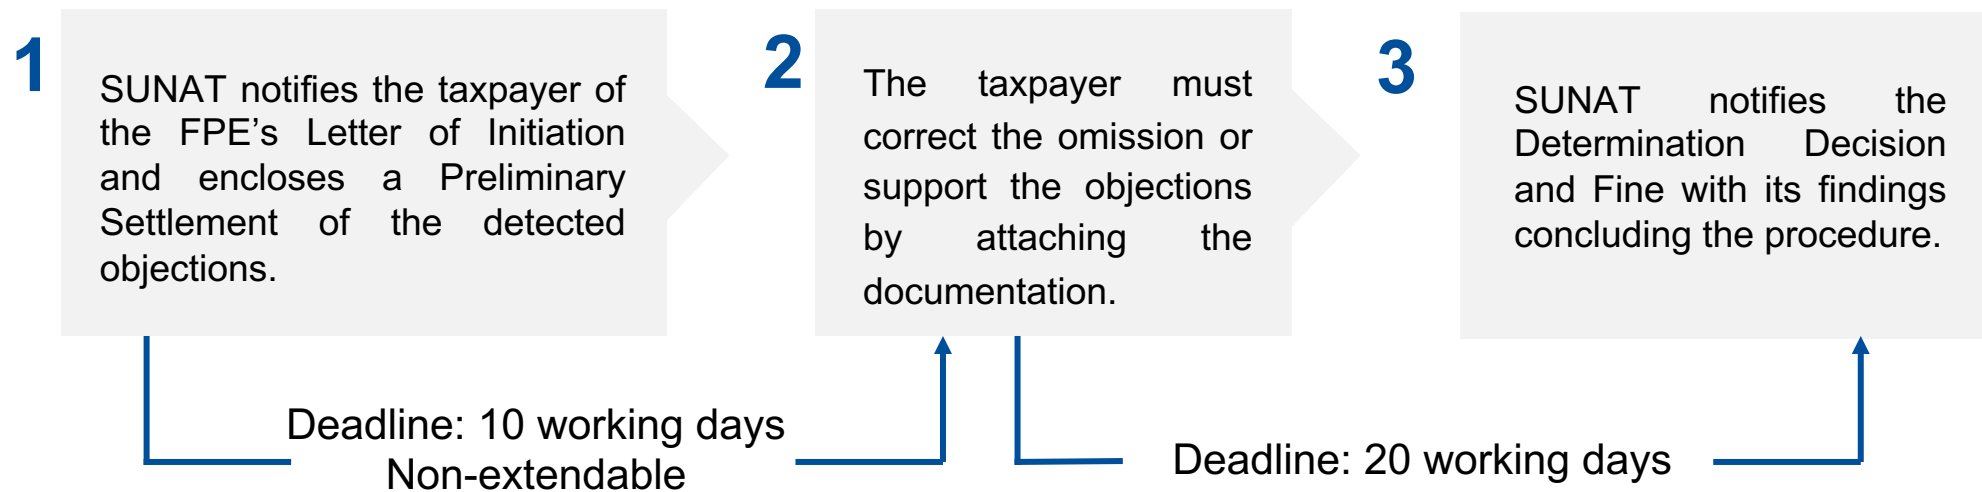 1
SUNAT notifies the taxpayer of
the FPE’s Letter of Initiation
and encloses a Preliminary
Settlement of the detected
objections.
2
The taxpayer must
correct the omission or
support the objections
by attaching the
documentation.
3
SUNAT notifies the
Determination Decision
and Fine with its findings
concluding the procedure.
Deadline: 10 working days
Non-extendable
Deadline: 20 working days